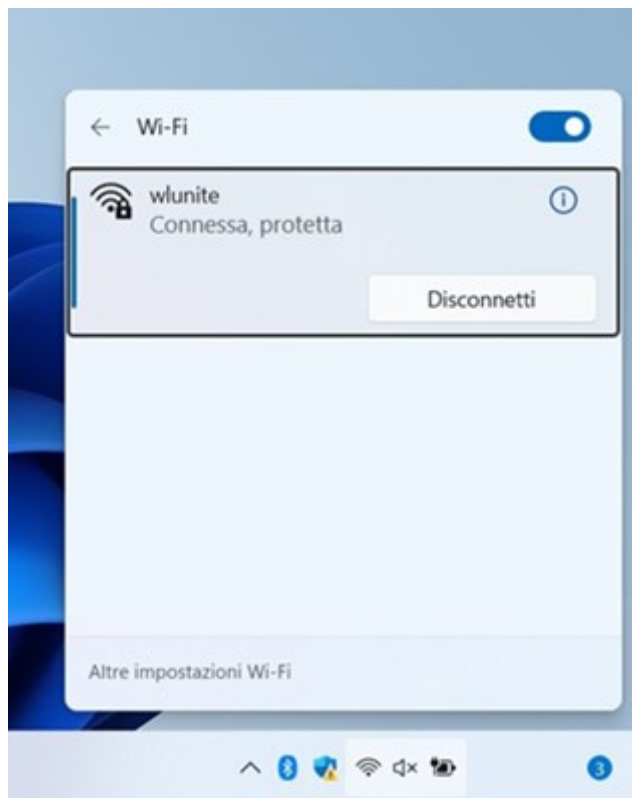 Wi-Fi
wlunite
Connessa, protetta
Disconnetti
Altre impostazioni Wi-Fi
3